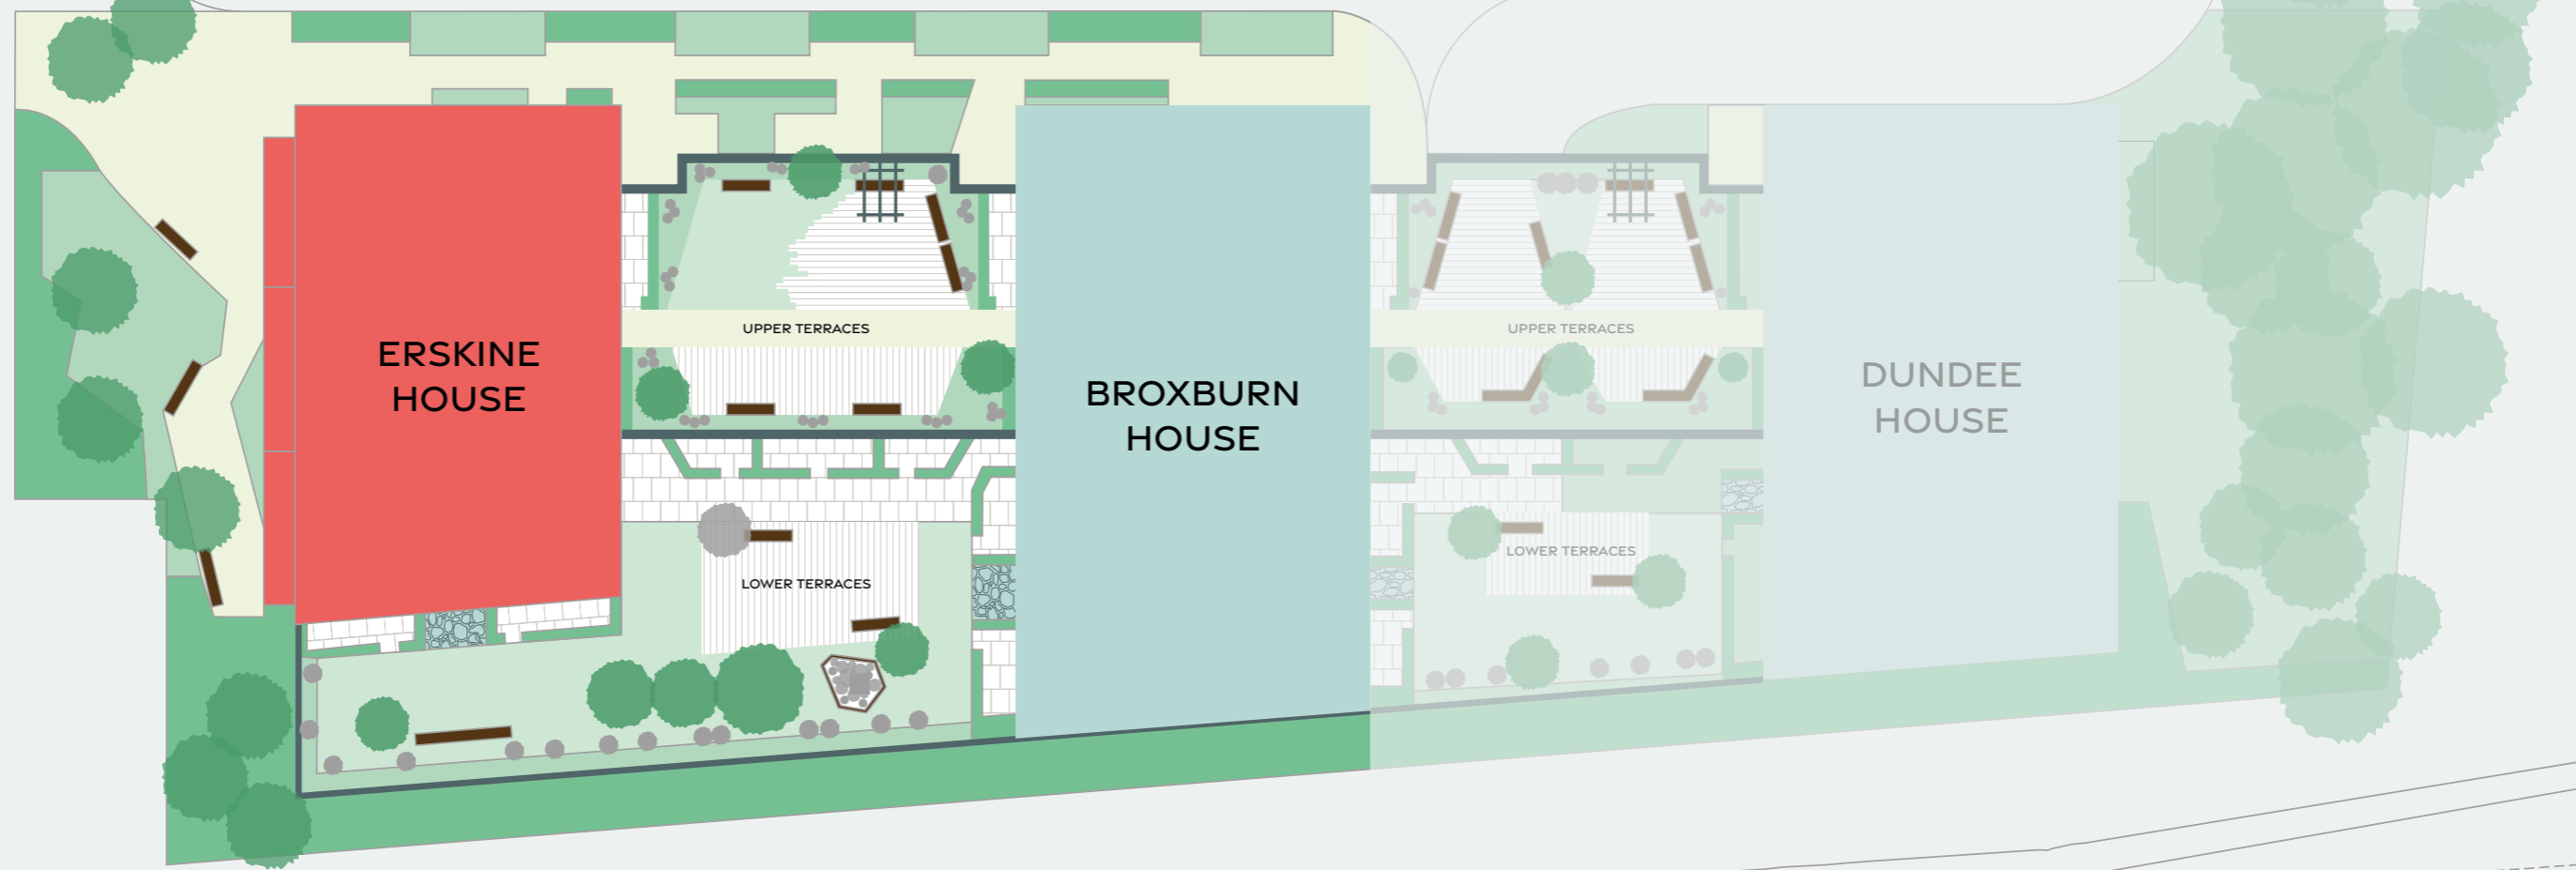 ERSKINE
HOUSE
UPPER TERRACES
LOWER TERRACES
BROXBURN
HOUSE
UPPER TERRACES
LOWER TERRACES
DUNDEE
HOUSE